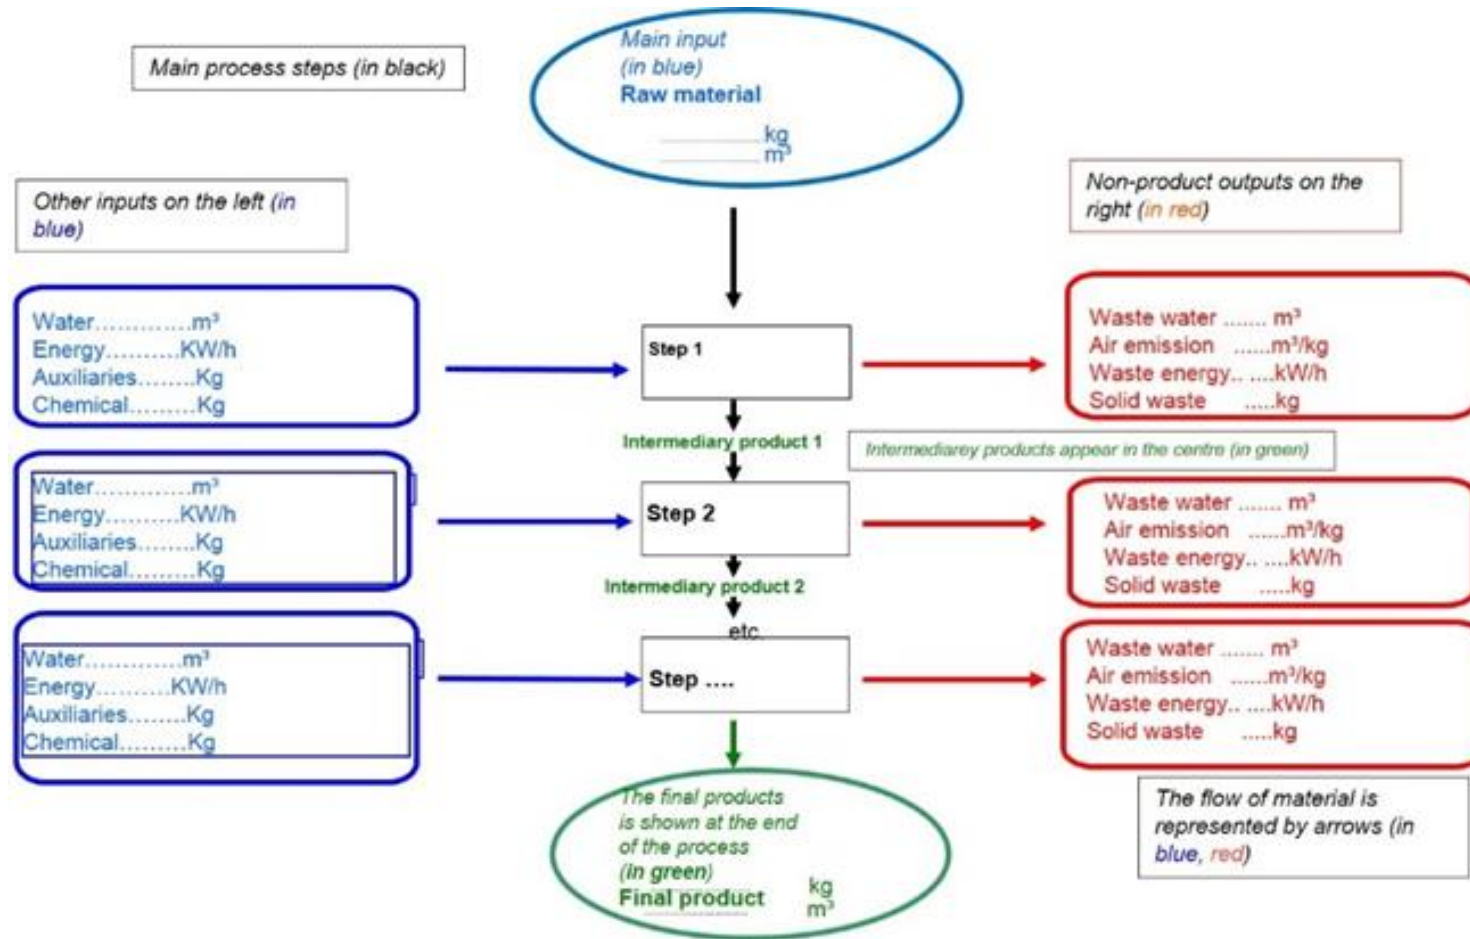 Main process steps (in black)
Main input
(in blue)
Raw material
.................... kg
.................... m³
Other inputs on the left (in
blue)
Non-product outputs on the
right (in red)
Water.............m³
Energy..........KW/h
Auxiliaries........Kg
Chemical.........Kg
Step 1
Waste water ....... m³
Air emission ......m³/kg
Waste energy.. ....kW/h
Solid waste .....kg
Intermediary product 1
Intermediarey products appear in the centre (in green)
Water.............m³
Energy..........KW/h
Auxiliaries........Kg
Chemical.........Kg
Step 2
Waste water ....... m³
Air emission ......m³/kg
Waste energy.. ....kW/h
Solid waste .....kg
Intermediary product 2
etc.
Water.............m³
Energy..........KW/h
Auxiliaries........Kg
Chemical.........Kg
Step ....
Waste water ....... m³
Air emission ......m³/kg
Waste energy.. ....kW/h
Solid waste .....kg
The final products
is shown at the end
of the process
(in green)
Final product
.................... kg
.................... m³
The flow of material is
represented by arrows (in
blue, red)